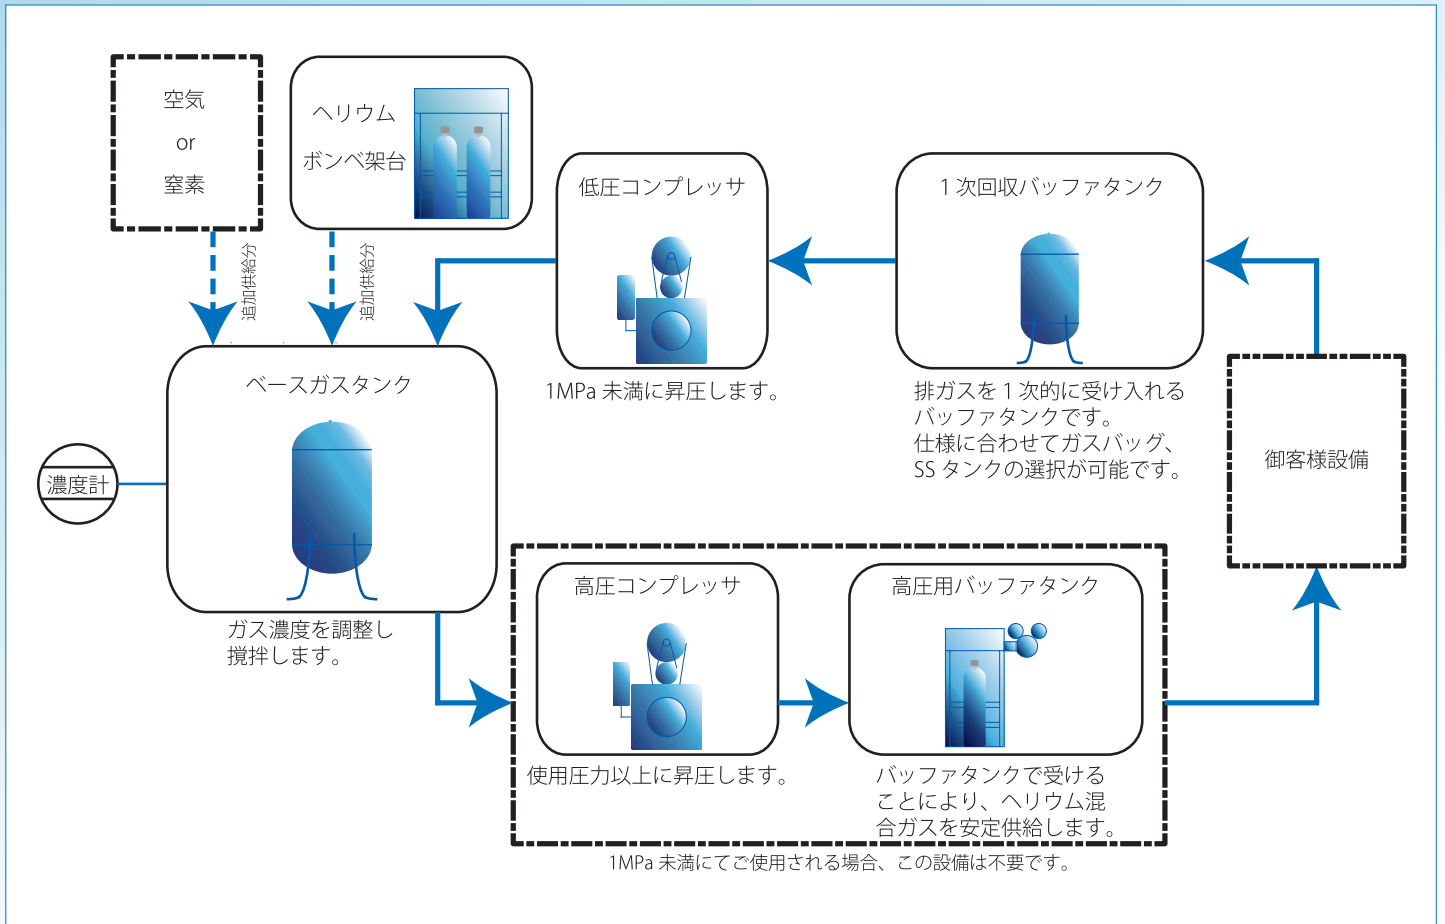 空気
or
窒素
ヘリウム
ボンベ架台
追加供給分
追加供給分
低圧コンプレッサ
1MPa 未満に昇圧します。
1 次回収バッファタンク
排ガスを 1 次的に受け入れる
バッファタンクです。
仕様に合わせてガスバッグ、
SS タンクの選択が可能です。
御客様設備
ベースガスタンク
濃度計
ガス濃度を調整し
撹拌します。
高圧コンプレッサ
使用圧力以上に昇圧します。
高圧用バッファタンク
バッファタンクで受ける
ことにより、ヘリウム混
合ガスを安定供給します。
1MPa 未満にてご使用される場合、この設備は不要です。